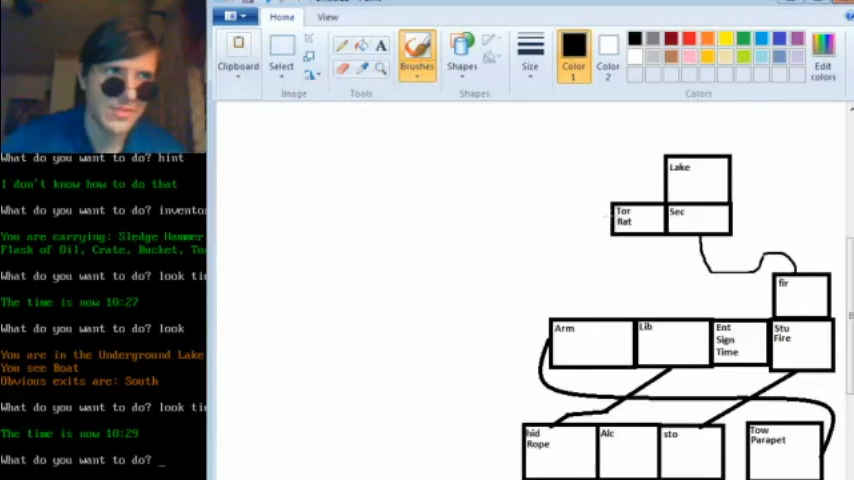 Home
View
Clipboard
Select
Brushes
Shapes
Size
Color
1
Color
2
Edit
colors
Image
Tools
Shapes
Colors
What do you want to do? hint
I don't know how to do that
What do you want to do?
You are carrying: Sledge Hammer
Flask of Oil, Crate, Bucket,
What do you want to do? look
The time is now 10:27
What do you want to do? look
You are in the Underground Lake
You see Boat
Obvious exits are: South
What do you want to do? look
The time is now 10:29
What do you want to do? _
Lake
Tor
Rat
Sec
fir
Arm
Lib
Ent
Sign
Time
Stu
Fire
hid
Rope
Alc
sto
Tow
Parapet